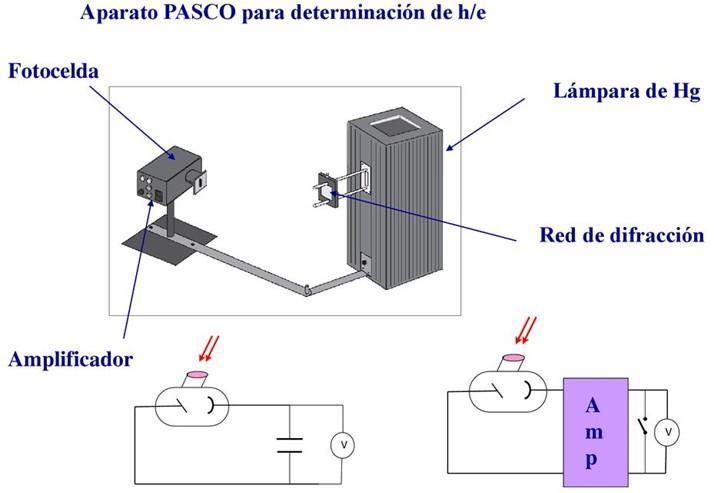 Aparato PASCO para determinación de h/e
Fotocelda
Lámpara de Hg
Red de difracción
Amplificador
V
A
m
p
V